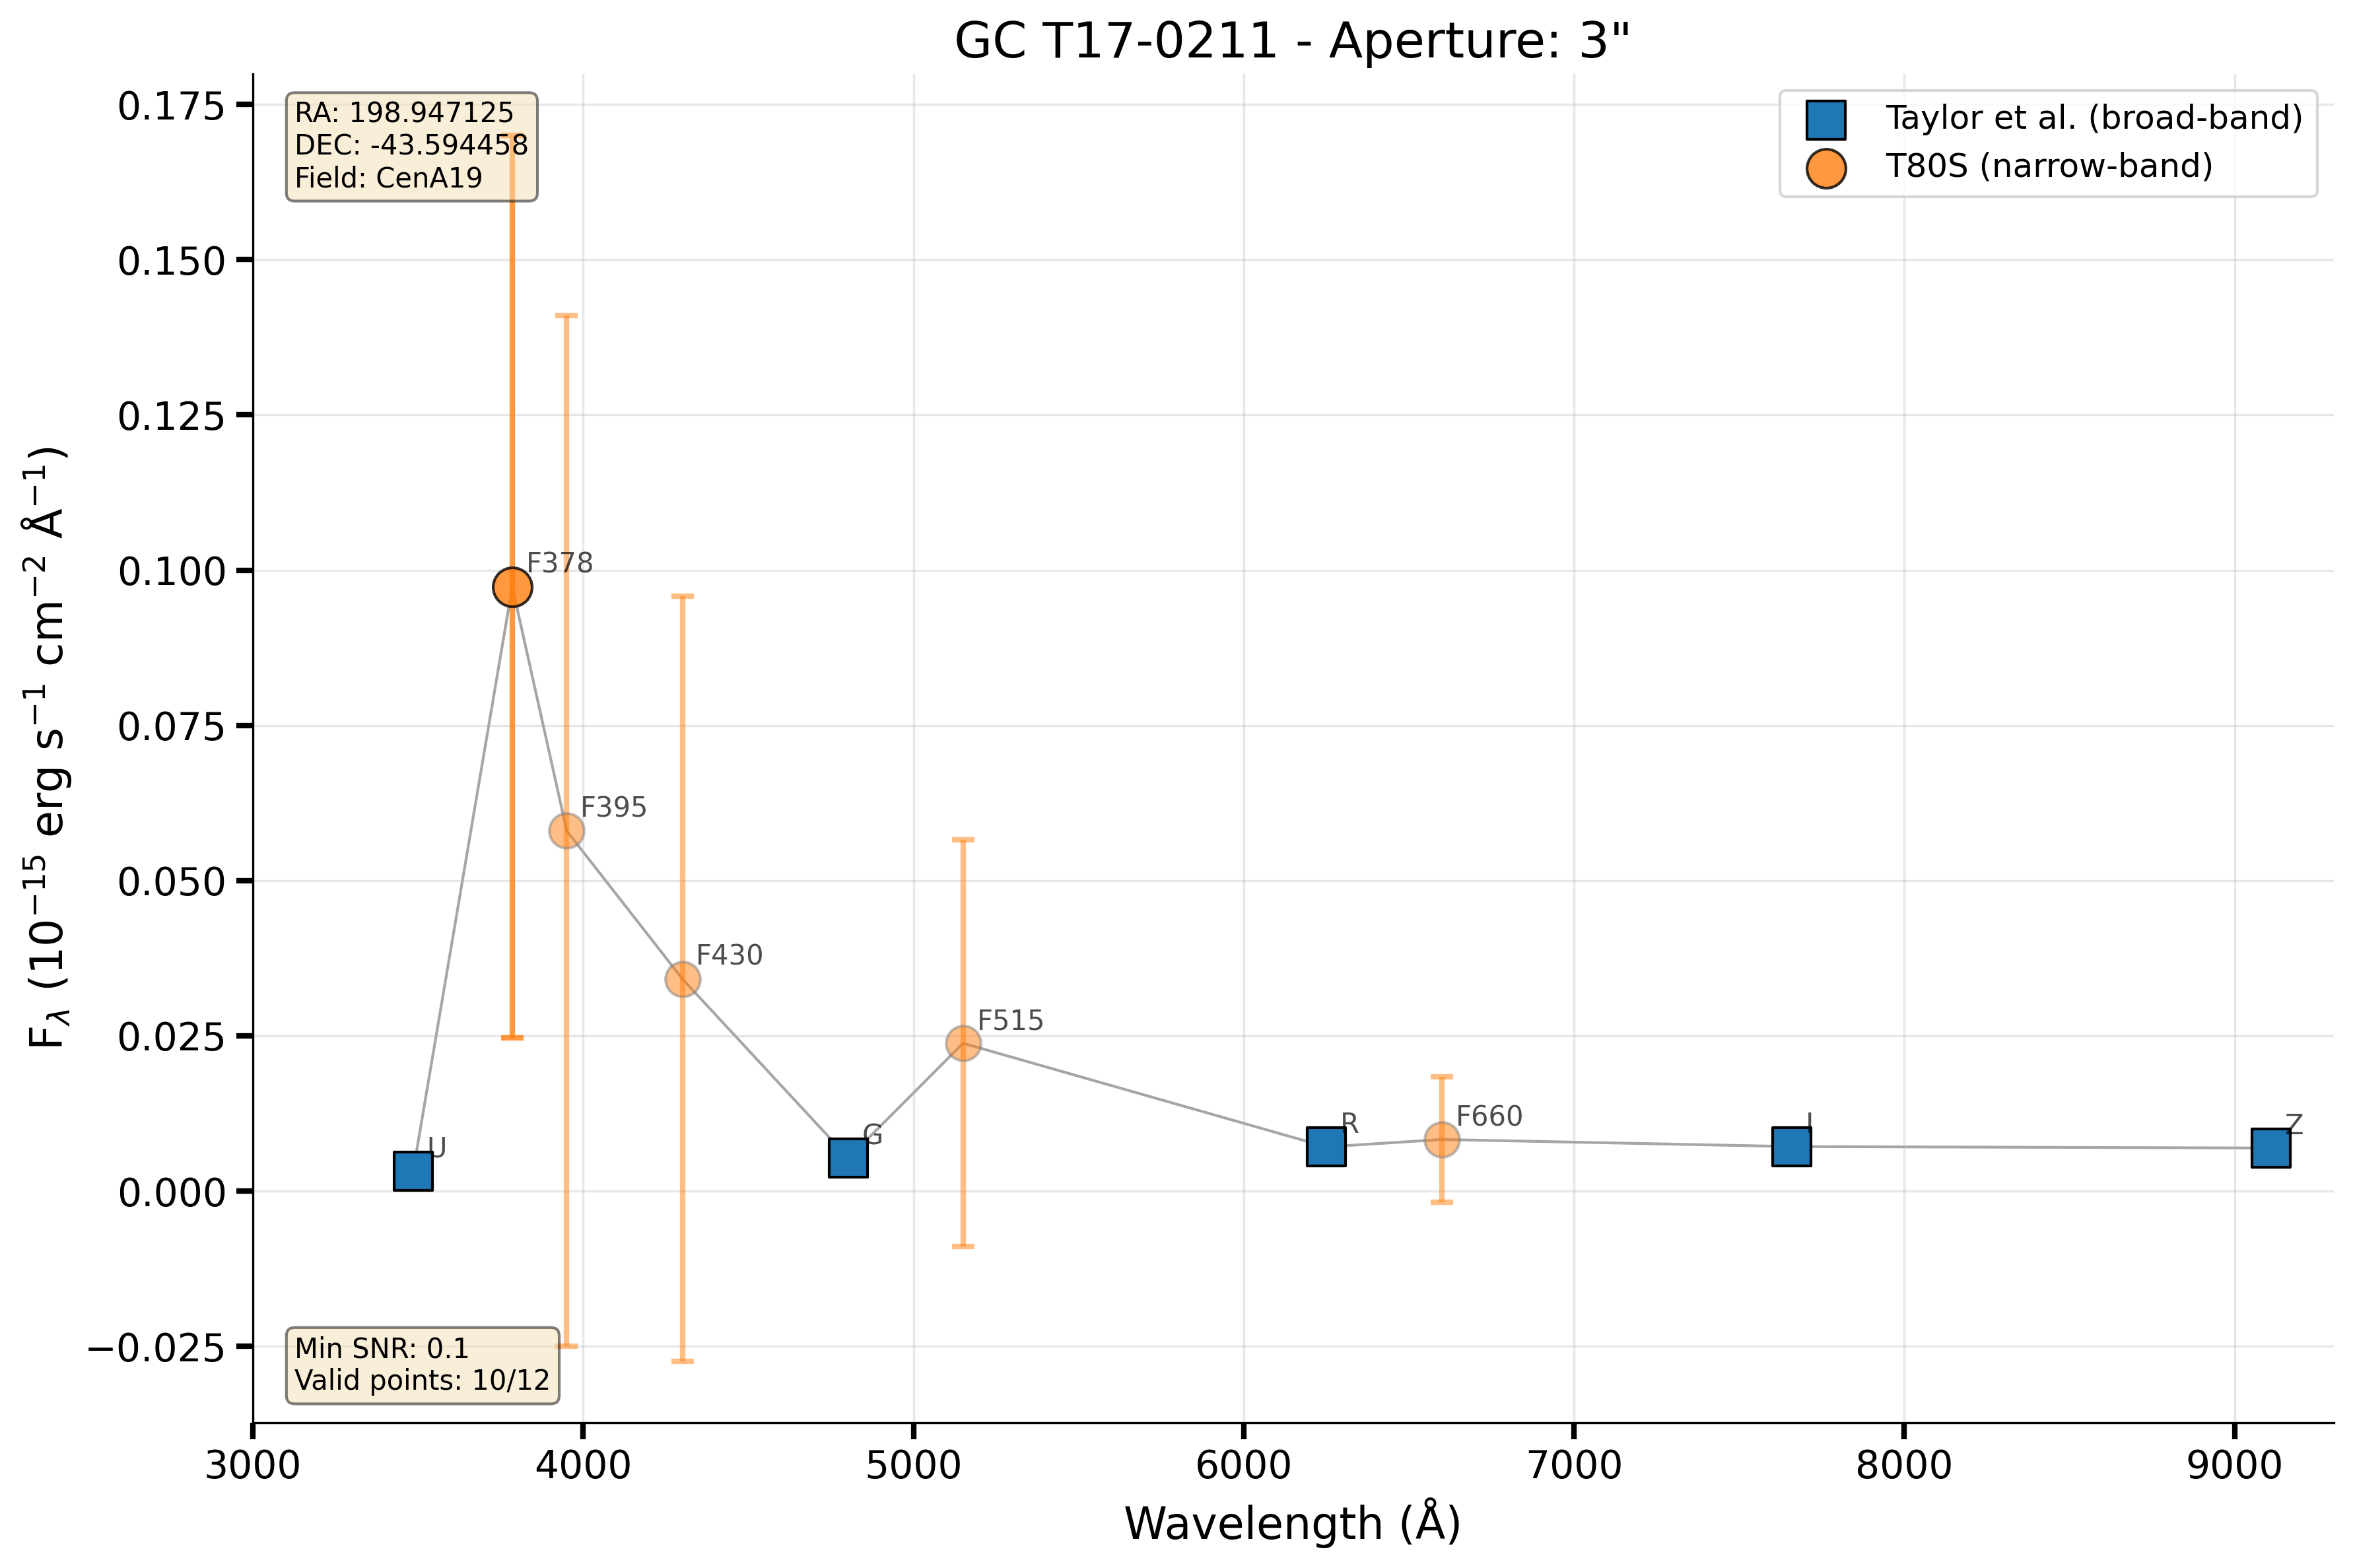 GC T17-0211 - Aperture: 3"
RA: 198.947125
DEC: -43.594458
Field: CenA19
Taylor et al. (broad-band)
T80S (narrow-band)
0.175
0.150
0.125
0.100
0.075
0.050
0.025
0.000
−0.025
F_λ (10⁻¹⁵ erg s⁻¹ cm⁻² Å⁻¹)
U
F378
F395
F430
G
F515
R
F660
I
Z
Min SNR: 0.1
Valid points: 10/12
3000 4000 5000 6000 7000 8000 9000
Wavelength (Å)